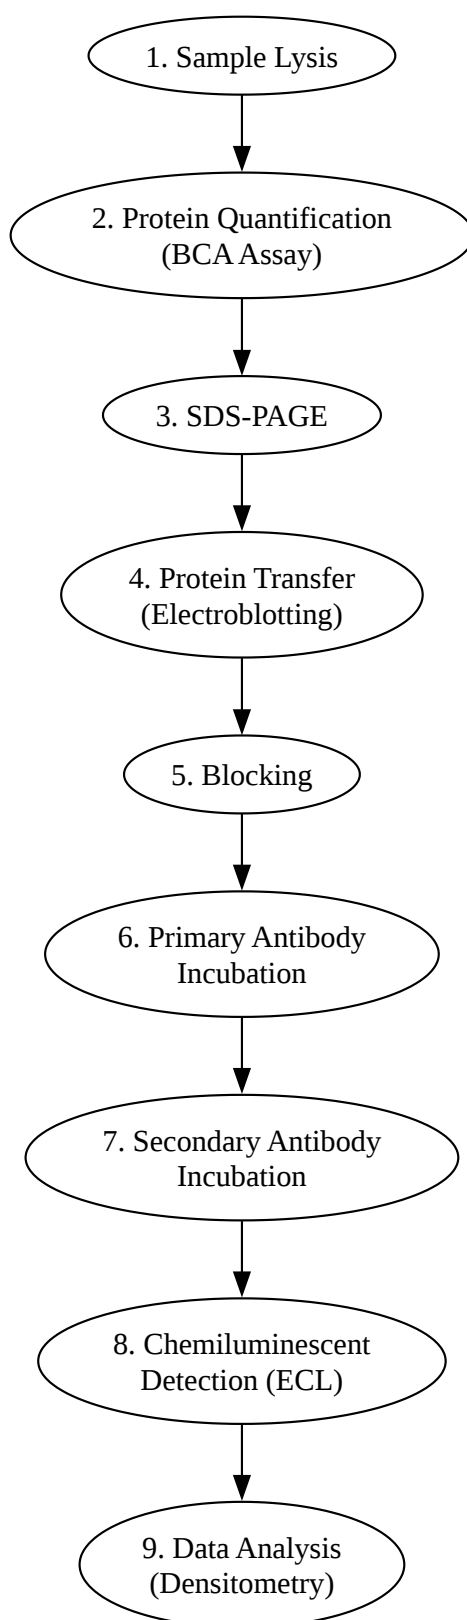 1. Sample Lysis
2. Protein Quantification
(BCA Assay)
3. SDS-PAGE
4. Protein Transfer
(Electroblotting)
5. Blocking
6. Primary Antibody
Incubation
7. Secondary Antibody
Incubation
8. Chemiluminescent
Detection (ECL)
9. Data Analysis
(Densitometry)